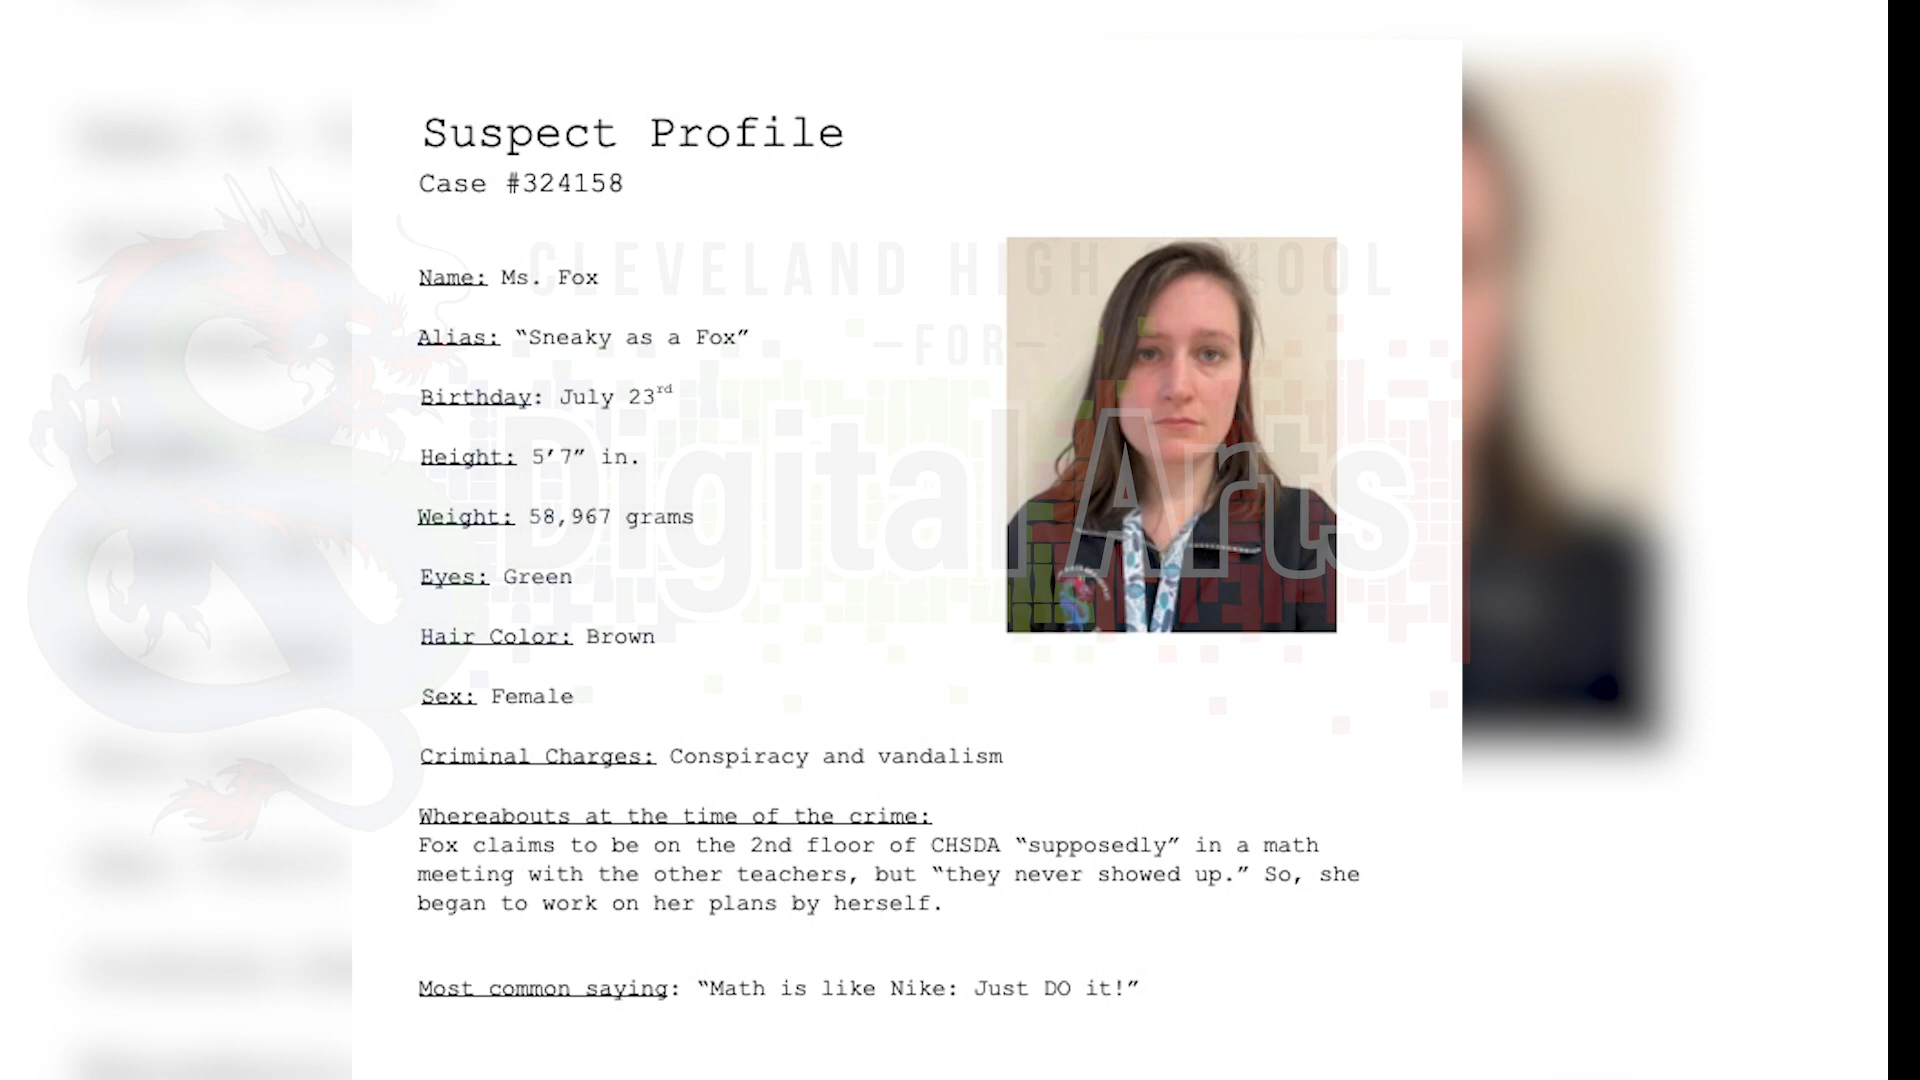 Suspect Profile
Case #324158
CLEVELAND HIGH SCHOOL
—FOR—
Digital Arts
Name: Ms. Fox
Alias: “Sneaky as a Fox”
Birthday: July 23rd
Height: 5’7” in.
Weight: 58,967 grams
Eyes: Green
Hair Color: Brown
Sex: Female
Criminal Charges: Conspiracy and vandalism
Whereabouts at the time of the crime:
Fox claims to be on the 2nd floor of CHSDA “supposedly” in a math
meeting with the other teachers, but “they never showed up.” So, she
began to work on her plans by herself.
Most common saying: “Math is like Nike: Just DO it!”